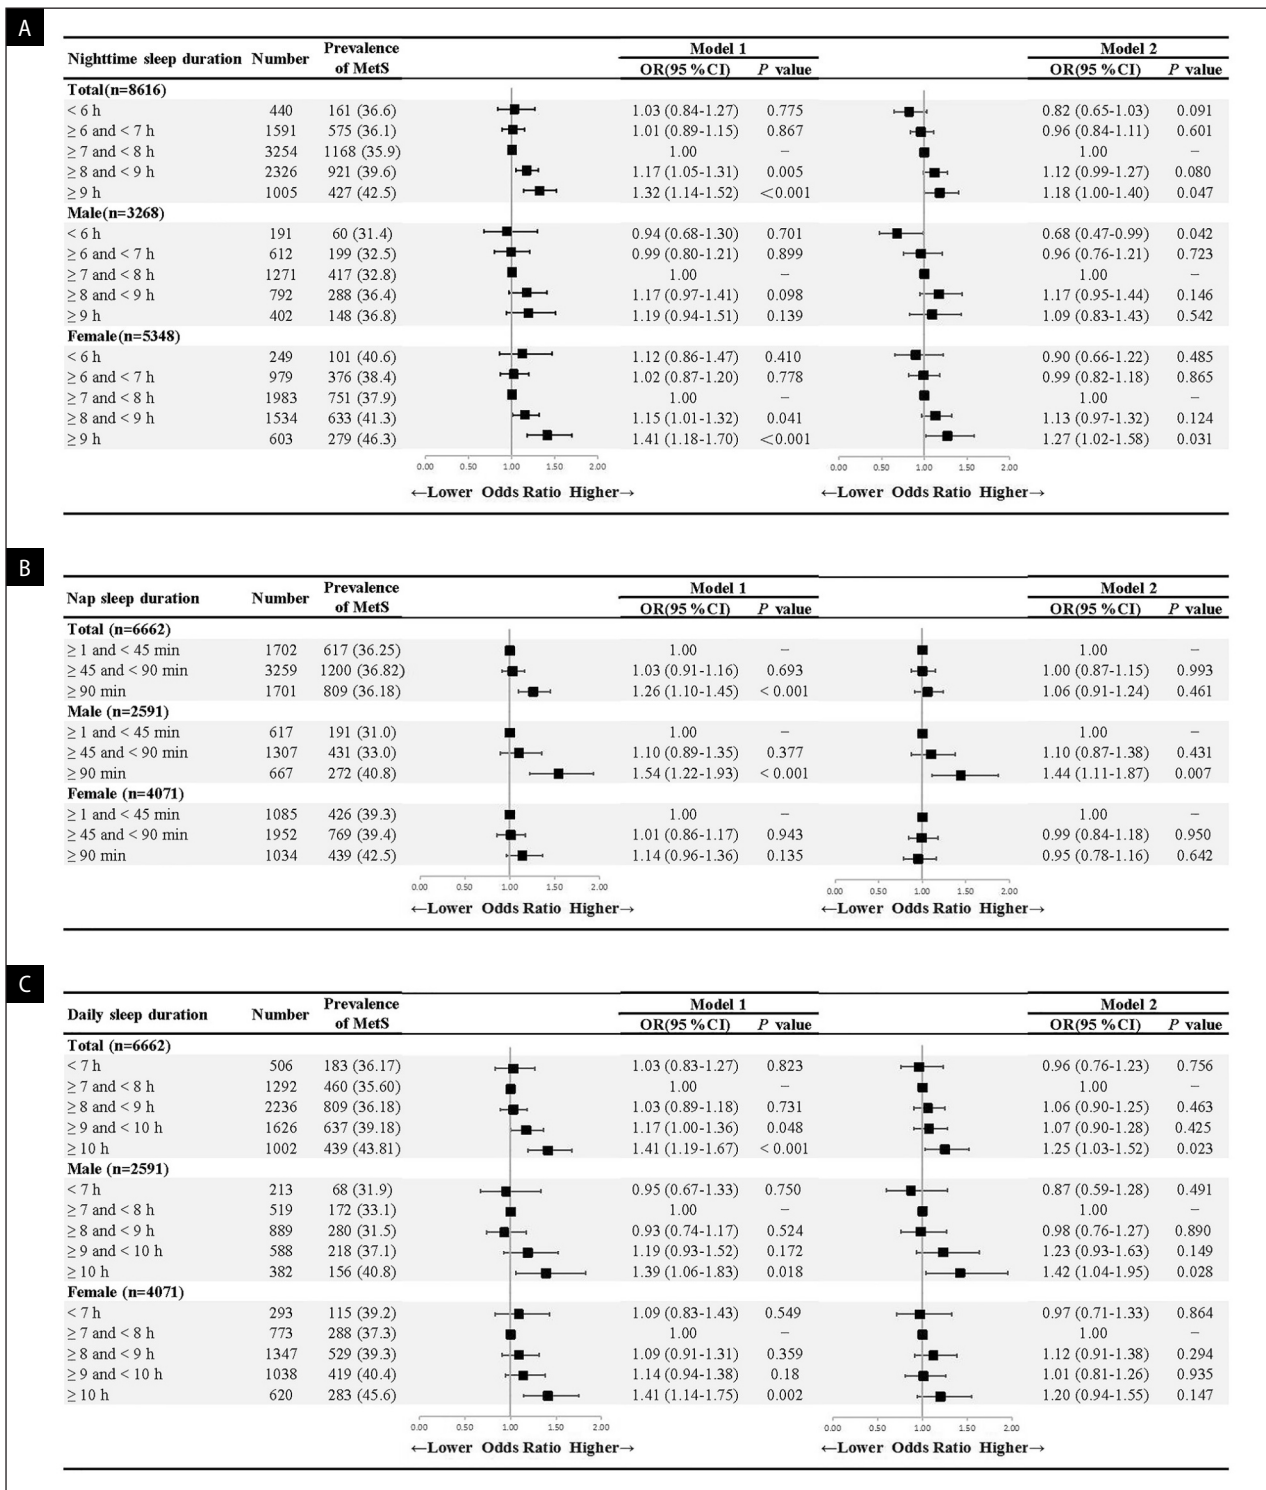 A
Nighttime sleep duration Number Prevalence of MetS Model 1 OR(95 %CI) P value Model 2 OR(95 %CI) P value
Total(n=8616)
< 6 h 440 161 (36.6) 1.03 (0.84-1.27) 0.775 0.82 (0.65-1.03) 0.091
≥ 6 and < 7 h 1591 575 (36.1) 1.01 (0.89-1.15) 0.867 0.96 (0.84-1.11) 0.601
≥ 7 and < 8 h 3254 1168 (35.9) 1.00 – 1.00 –
≥ 8 and < 9 h 2326 921 (39.6) 1.17 (1.05-1.31) 0.005 1.12 (0.99-1.27) 0.080
≥ 9 h 1005 427 (42.5) 1.32 (1.14-1.52) <0.001 1.18 (1.00-1.40) 0.047
Male(n=3268)
< 6 h 191 60 (31.4) 0.94 (0.68-1.30) 0.701 0.68 (0.47-0.99) 0.042
≥ 6 and < 7 h 612 199 (32.5) 0.99 (0.80-1.21) 0.899 0.96 (0.76-1.21) 0.723
≥ 7 and < 8 h 1271 417 (32.8) 1.00 – 1.00 –
≥ 8 and < 9 h 792 288 (36.4) 1.17 (0.97-1.41) 0.098 1.17 (0.95-1.44) 0.146
≥ 9 h 402 148 (36.8) 1.19 (0.94-1.51) 0.139 1.09 (0.83-1.43) 0.542
Female(n=5348)
< 6 h 249 101 (40.6) 1.12 (0.86-1.47) 0.410 0.90 (0.66-1.22) 0.485
≥ 6 and < 7 h 979 376 (38.4) 1.02 (0.87-1.20) 0.778 0.99 (0.82-1.18) 0.865
≥ 7 and < 8 h 1983 751 (37.9) 1.00 – 1.00 –
≥ 8 and < 9 h 1534 633 (41.3) 1.15 (1.01-1.32) 0.041 1.13 (0.97-1.32) 0.124
≥ 9 h 603 279 (46.3) 1.41 (1.18-1.70) <0.001 1.27 (1.02-1.58) 0.031
0.00 0.50 1.00 1.50 2.00 0.00 0.50 1.00 1.50 2.00
←Lower Odds Ratio Higher→ ←Lower Odds Ratio Higher→
B
Nap sleep duration Number Prevalence of MetS Model 1 OR(95 %CI) P value Model 2 OR(95 %CI) P value
Total (n=6662)
≥ 1 and < 45 min 1702 617 (36.25) 1.00 – 1.00 –
≥ 45 and < 90 min 3259 1200 (36.82) 1.03 (0.91-1.16) 0.693 1.00 (0.87-1.15) 0.993
≥ 90 min 1701 809 (36.18) 1.26 (1.10-1.45) < 0.001 1.06 (0.91-1.24) 0.461
Male (n=2591)
≥ 1 and < 45 min 617 191 (31.0) 1.00 – 1.00 –
≥ 45 and < 90 min 1307 431 (33.0) 1.10 (0.89-1.35) 0.377 1.10 (0.87-1.38) 0.431
≥ 90 min 667 272 (40.8) 1.54 (1.22-1.93) < 0.001 1.44 (1.11-1.87) 0.007
Female (n=4071)
≥ 1 and < 45 min 1085 426 (39.3) 1.00 – 1.00 –
≥ 45 and < 90 min 1952 769 (39.4) 1.01 (0.86-1.17) 0.943 0.99 (0.84-1.18) 0.950
≥ 90 min 1034 439 (42.5) 1.14 (0.96-1.36) 0.135 0.95 (0.78-1.16) 0.642
0.00 0.50 1.00 1.50 2.00 0.00 0.50 1.00 1.50 2.00
←Lower Odds Ratio Higher→ ←Lower Odds Ratio Higher→
C
Daily sleep duration Number Prevalence of MetS Model 1 OR(95 %CI) P value Model 2 OR(95 %CI) P value
Total (n=6662)
< 7 h 506 183 (36.17) 1.03 (0.83-1.27) 0.823 0.96 (0.76-1.23) 0.756
≥ 7 and < 8 h 1292 460 (35.60) 1.00 – 1.00 –
≥ 8 and < 9 h 2236 809 (36.18) 1.03 (0.89-1.18) 0.731 1.06 (0.90-1.25) 0.463
≥ 9 and < 10 h 1626 637 (39.18) 1.17 (1.00-1.36) 0.048 1.07 (0.90-1.28) 0.425
≥ 10 h 1002 439 (43.81) 1.41 (1.19-1.67) < 0.001 1.25 (1.03-1.52) 0.023
Male (n=2591)
< 7 h 213 68 (31.9) 0.95 (0.67-1.33) 0.750 0.87 (0.59-1.28) 0.491
≥ 7 and < 8 h 519 172 (33.1) 1.00 – 1.00 –
≥ 8 and < 9 h 889 280 (31.5) 0.93 (0.74-1.17) 0.524 0.98 (0.76-1.27) 0.890
≥ 9 and < 10 h 588 218 (37.1) 1.19 (0.93-1.52) 0.172 1.23 (0.93-1.63) 0.149
≥ 10 h 382 156 (40.8) 1.39 (1.06-1.83) 0.018 1.42 (1.04-1.95) 0.028
Female (n=4071)
< 7 h 293 115 (39.2) 1.09 (0.83-1.43) 0.549 0.97 (0.71-1.33) 0.864
≥ 7 and < 8 h 773 288 (37.3) 1.00 – 1.00 –
≥ 8 and < 9 h 1347 529 (39.3) 1.09 (0.91-1.31) 0.359 1.12 (0.91-1.38) 0.294
≥ 9 and < 10 h 1038 419 (40.4) 1.14 (0.94-1.38) 0.18 1.01 (0.81-1.26) 0.935
≥ 10 h 620 283 (45.6) 1.41 (1.14-1.75) 0.002 1.20 (0.94-1.55) 0.147
0.00 0.50 1.00 1.50 2.00 0.00 0.50 1.00 1.50 2.00
←Lower Odds Ratio Higher→ ←Lower Odds Ratio Higher→